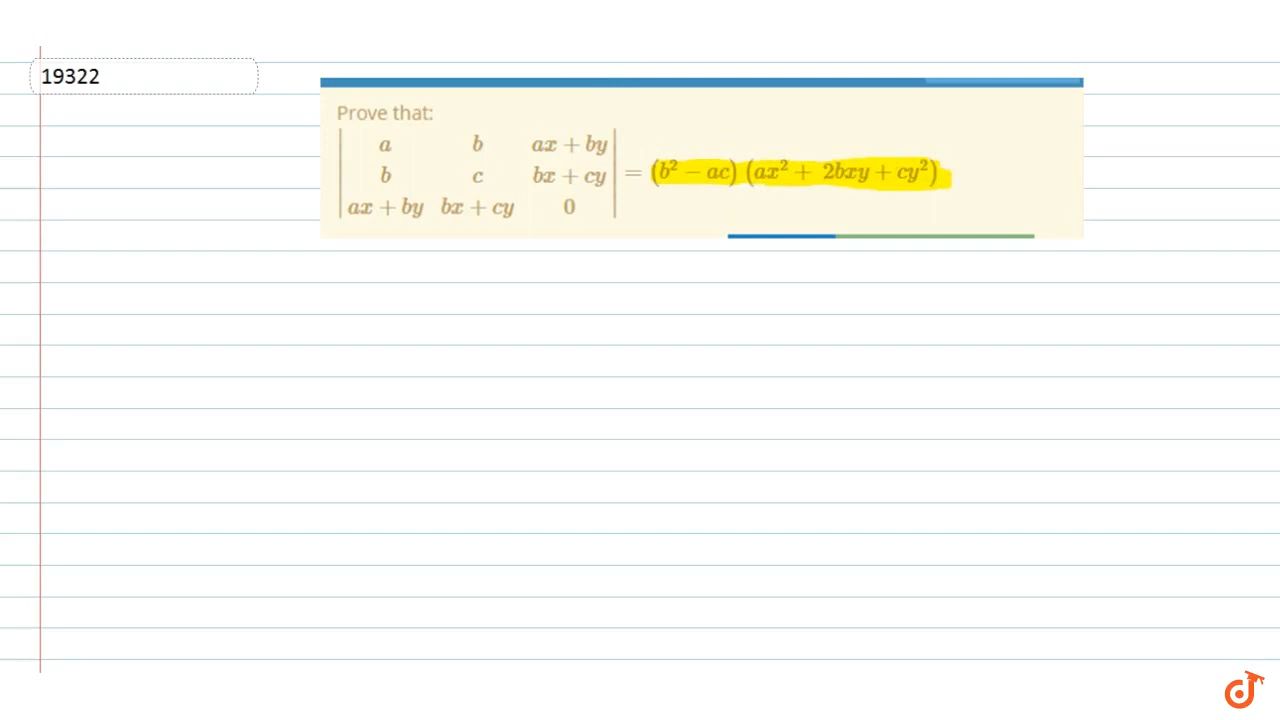 19322
Prove that:
| a b ax + by |
| b c bx + cy | = (b² − ac) (ax² + 2bxy + cy²)
| ax + by bx + cy 0 |